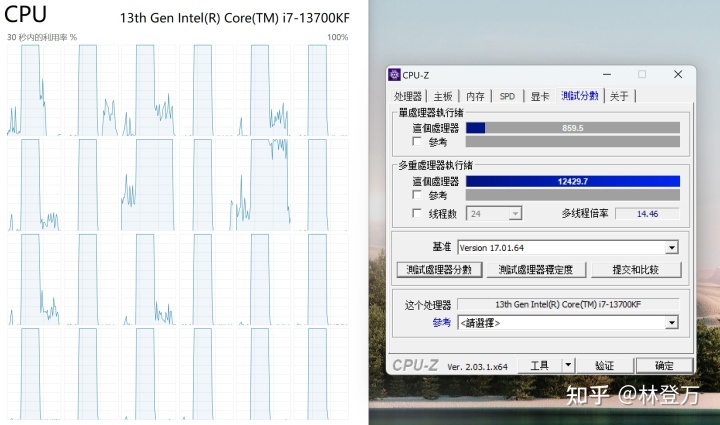 CPU
13th Gen Intel(R) Core(TM) i7-13700KF
30 秒内的利用率 %
100%
CPU-Z
处理器 主板 内存 SPD 显卡 測試分數 关于
單處理器執行緒
這個處理器 859.5
參考
多重處理器執行緒
這個處理器 12429.7
參考
线程数 24 多线程倍率 14.46
基准 Version 17.01.64
測試處理器分數 測試處理器穩定度 提交和比较
这个处理器 13th Gen Intel(R) Core(TM) i7-13700KF
參考 <請選擇>
CPU-Z Ver. 2.03.1.x64 工具 验证 确定
知乎 @林登万